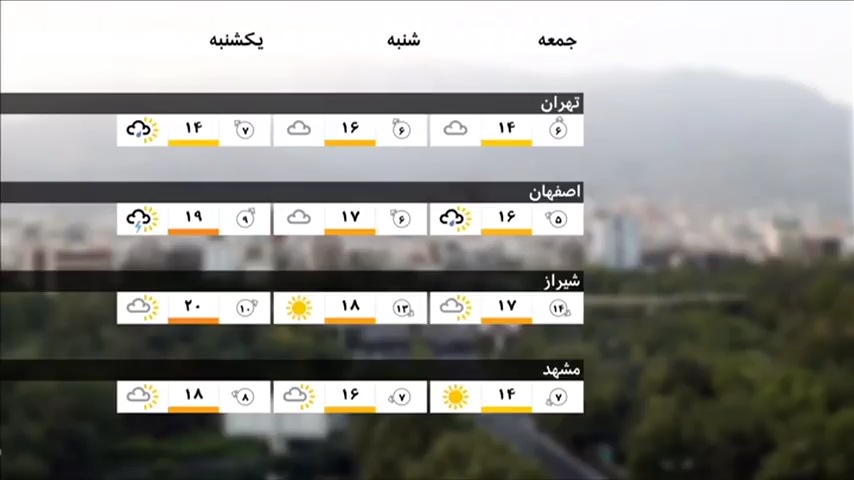 جمعه شنبه یکشنبه
تهران
۶ ۱۴ ۶ ۱۶ ۷ ۱۴
اصفهان
۵ ۱۶ ۶ ۱۷ ۹ ۱۹
شیراز
۱۴ ۱۷ ۱۳ ۱۸ ۱۰ ۲۰
مشهد
۷ ۱۴ ۷ ۱۶ ۸ ۱۸